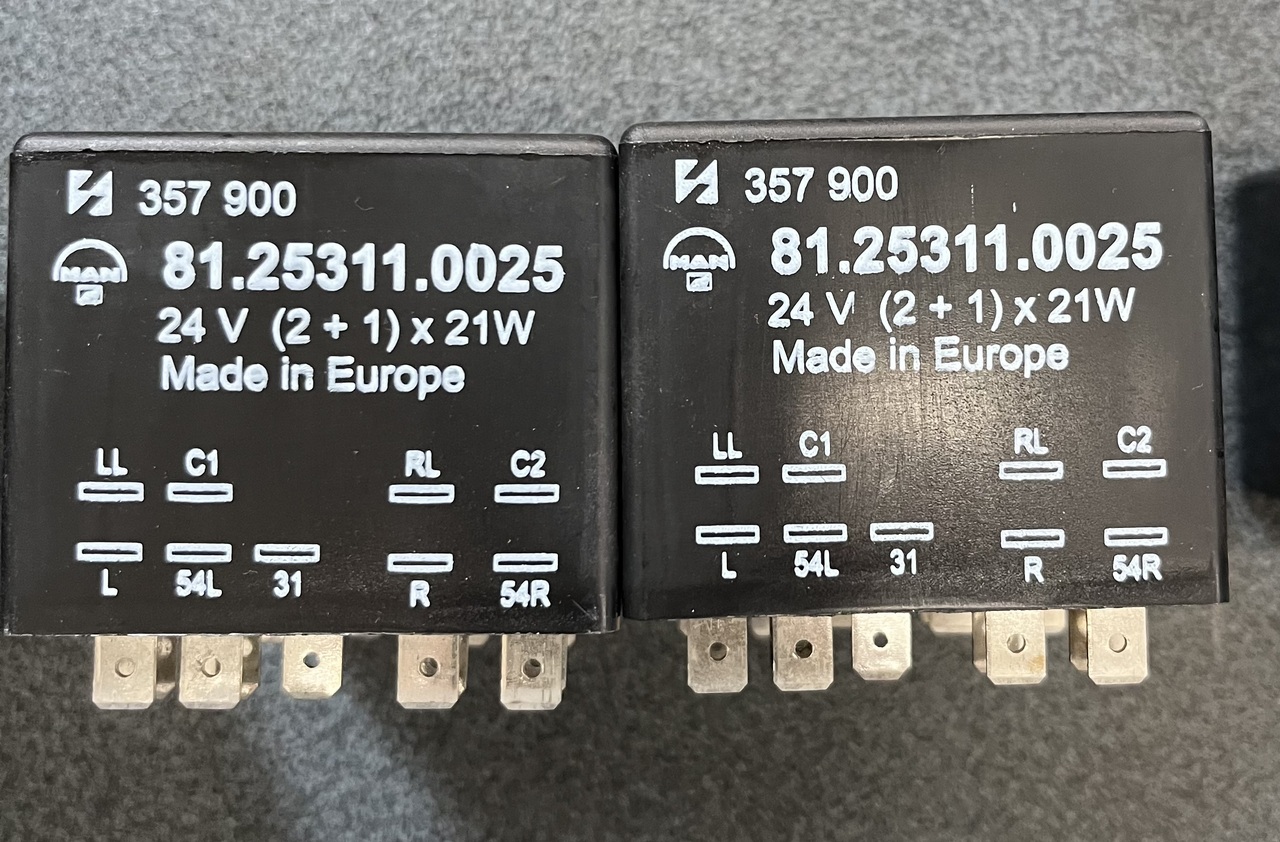 357 900
MAN
81.25311.0025
24 V (2 + 1) x 21W
Made in Europe
LL C1 RL C2
L 54L 31 R 54R
357 900
MAN
81.25311.0025
24 V (2 + 1) x 21W
Made in Europe
LL C1 RL C2
L 54L 31 R 54R